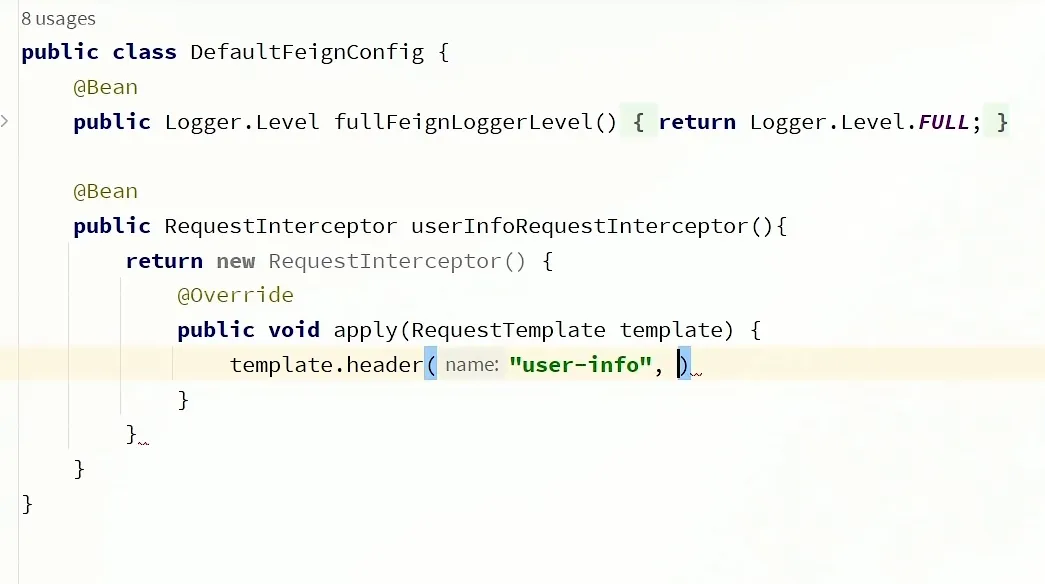 8 usages
public class DefaultFeignConfig {
@Bean
public Logger.Level fullFeignLoggerLevel() { return Logger.Level.FULL; }
@Bean
public RequestInterceptor userInfoRequestInterceptor(){
return new RequestInterceptor() {
@Override
public void apply(RequestTemplate template) {
template.header( name: "user-info", )
}
}
}
}